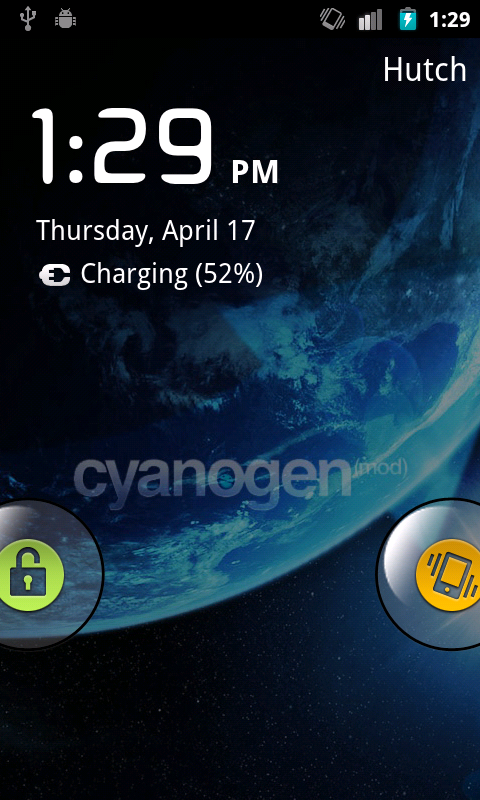 1:29
Hutch
1:29 PM
Thursday, April 17
Charging (52%)
cyanogen(mod)